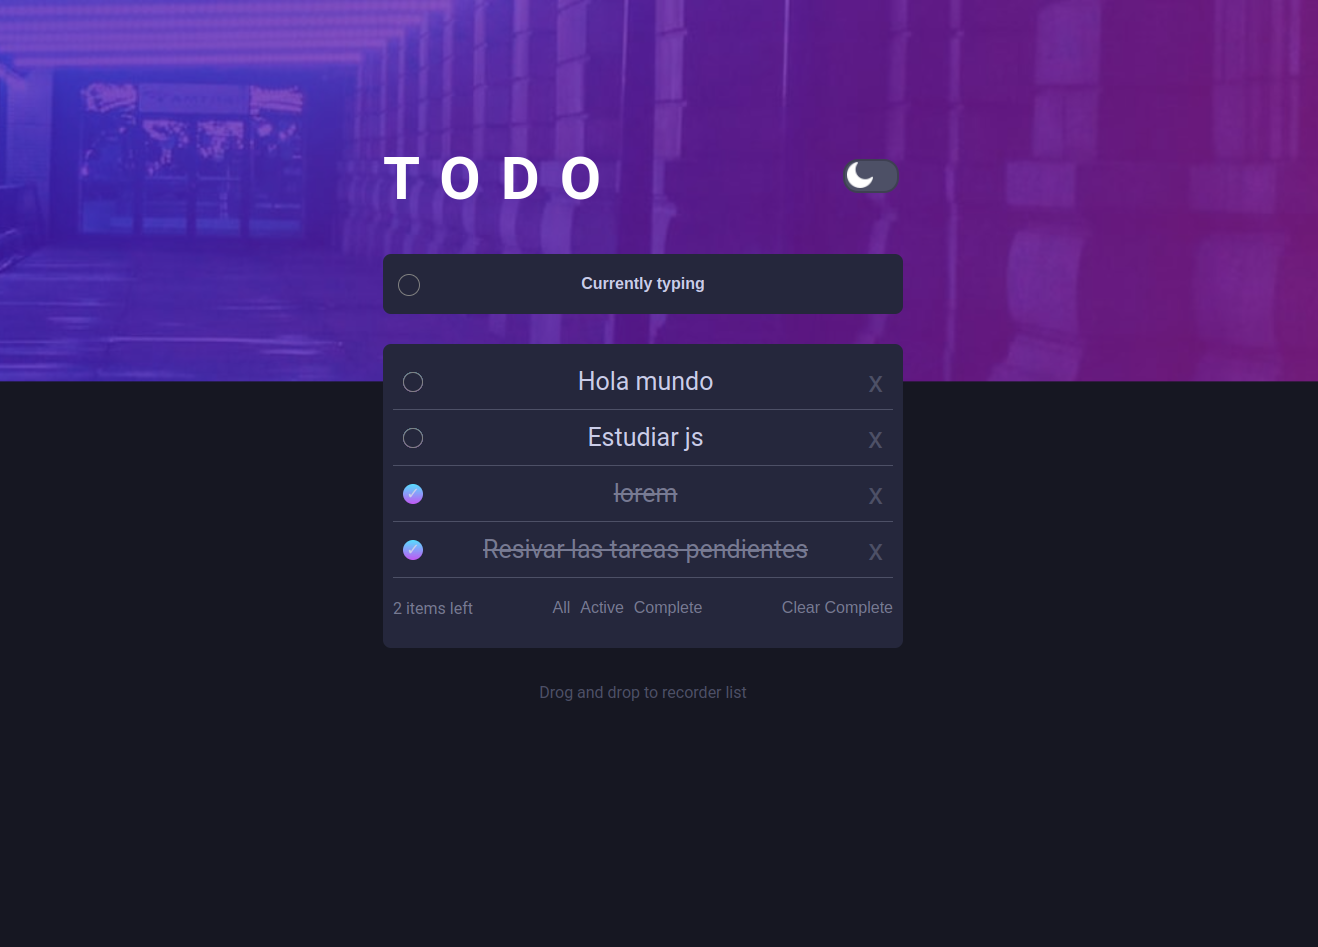 TODO
Currently typing
Hola mundo x
Estudiar js x
lorem x
Resivar las tareas pendientes x
2 items left All Active Complete Clear Complete
Drog and drop to recorder list